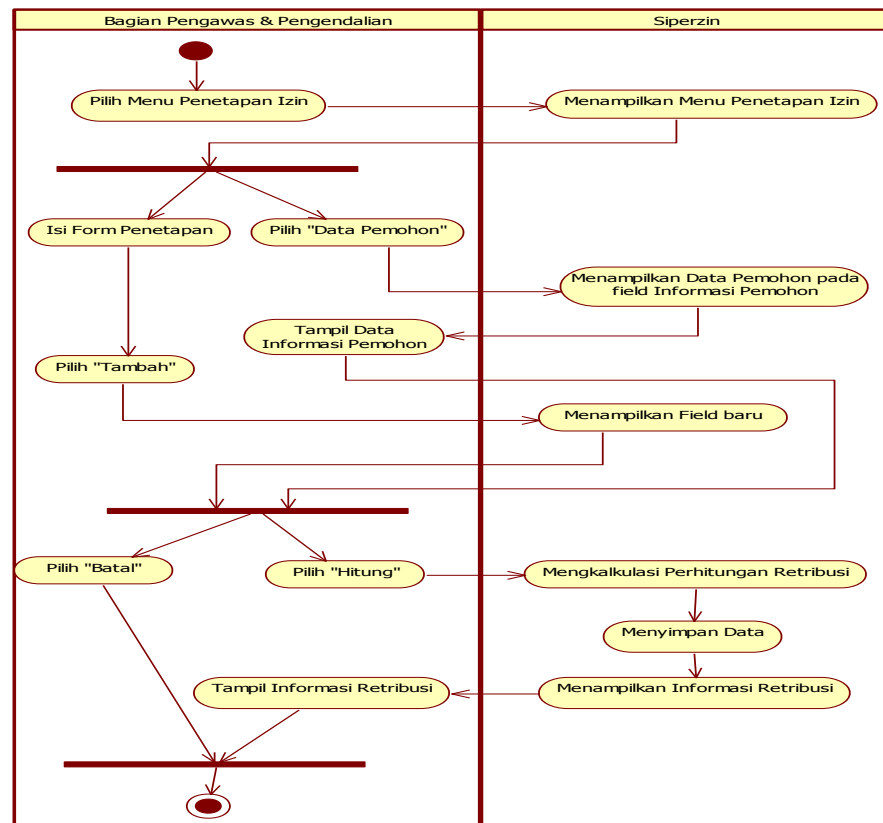 Bagian Pengawas & Pengendalian
Siperzin
Pilih Menu Penetapan Izin
Menampilkan Menu Penetapan Izin
Isi Form Penetapan
Pilih "Data Pemohon"
Menampilkan Data Pemohon pada
field Informasi Pemohon
Tampil Data
Informasi Pemohon
Pilih "Tambah"
Menampilkan Field baru
Pilih "Batal"
Pilih "Hitung"
Mengkalkulasi Perhitungan Retribusi
Menyimpan Data
Tampil Informasi Retribusi
Menampilkan Informasi Retribusi